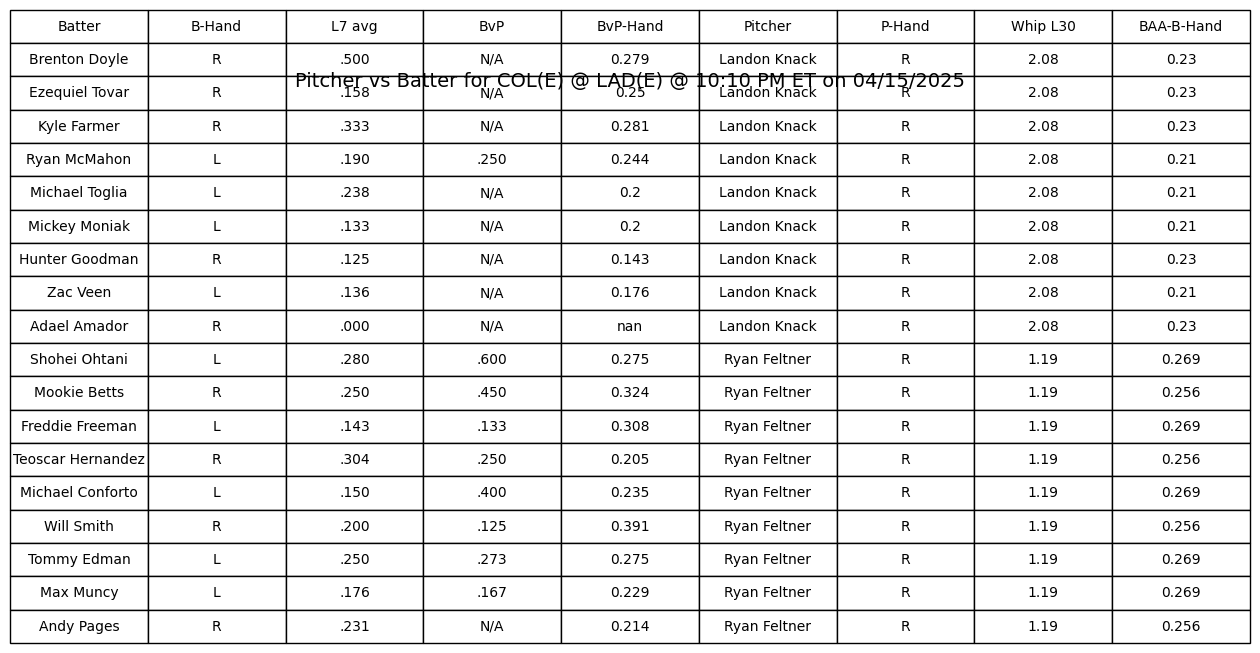 Batter B-Hand L7 avg BvP BvP-Hand Pitcher P-Hand Whip L30 BAA-B-Hand
Brenton Doyle R .500 N/A 0.279 Landon Knack R 2.08 0.23
Pitcher vs Batter for COL(E) @ LAD(E) @ 10:10 PM ET on 04/15/2025
Ezequiel Tovar R .158 N/A 0.25 Landon Knack R 2.08 0.23
Kyle Farmer R .333 N/A 0.281 Landon Knack R 2.08 0.23
Ryan McMahon L .190 .250 0.244 Landon Knack R 2.08 0.21
Michael Toglia L .238 N/A 0.2 Landon Knack R 2.08 0.21
Mickey Moniak L .133 N/A 0.2 Landon Knack R 2.08 0.21
Hunter Goodman R .125 N/A 0.143 Landon Knack R 2.08 0.23
Zac Veen L .136 N/A 0.176 Landon Knack R 2.08 0.21
Adael Amador R .000 N/A nan Landon Knack R 2.08 0.23
Shohei Ohtani L .280 .600 0.275 Ryan Feltner R 1.19 0.269
Mookie Betts R .250 .450 0.324 Ryan Feltner R 1.19 0.256
Freddie Freeman L .143 .133 0.308 Ryan Feltner R 1.19 0.269
Teoscar Hernandez R .304 .250 0.205 Ryan Feltner R 1.19 0.256
Michael Conforto L .150 .400 0.235 Ryan Feltner R 1.19 0.269
Will Smith R .200 .125 0.391 Ryan Feltner R 1.19 0.256
Tommy Edman L .250 .273 0.275 Ryan Feltner R 1.19 0.269
Max Muncy L .176 .167 0.229 Ryan Feltner R 1.19 0.269
Andy Pages R .231 N/A 0.214 Ryan Feltner R 1.19 0.256